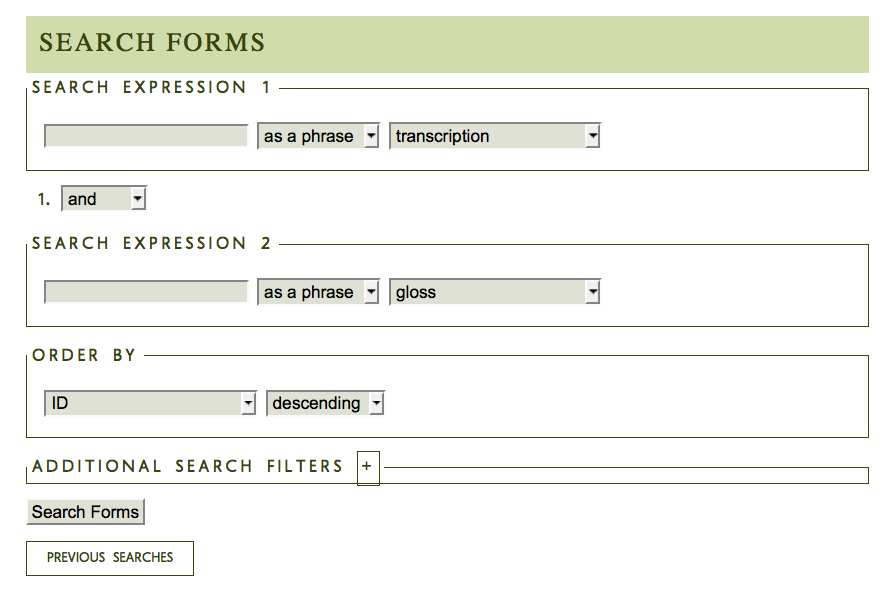 SEARCH FORMS
SEARCH EXPRESSION 1
as a phrase transcription
1. and
SEARCH EXPRESSION 2
as a phrase gloss
ORDER BY
ID descending
ADDITIONAL SEARCH FILTERS +
Search Forms
PREVIOUS SEARCHES